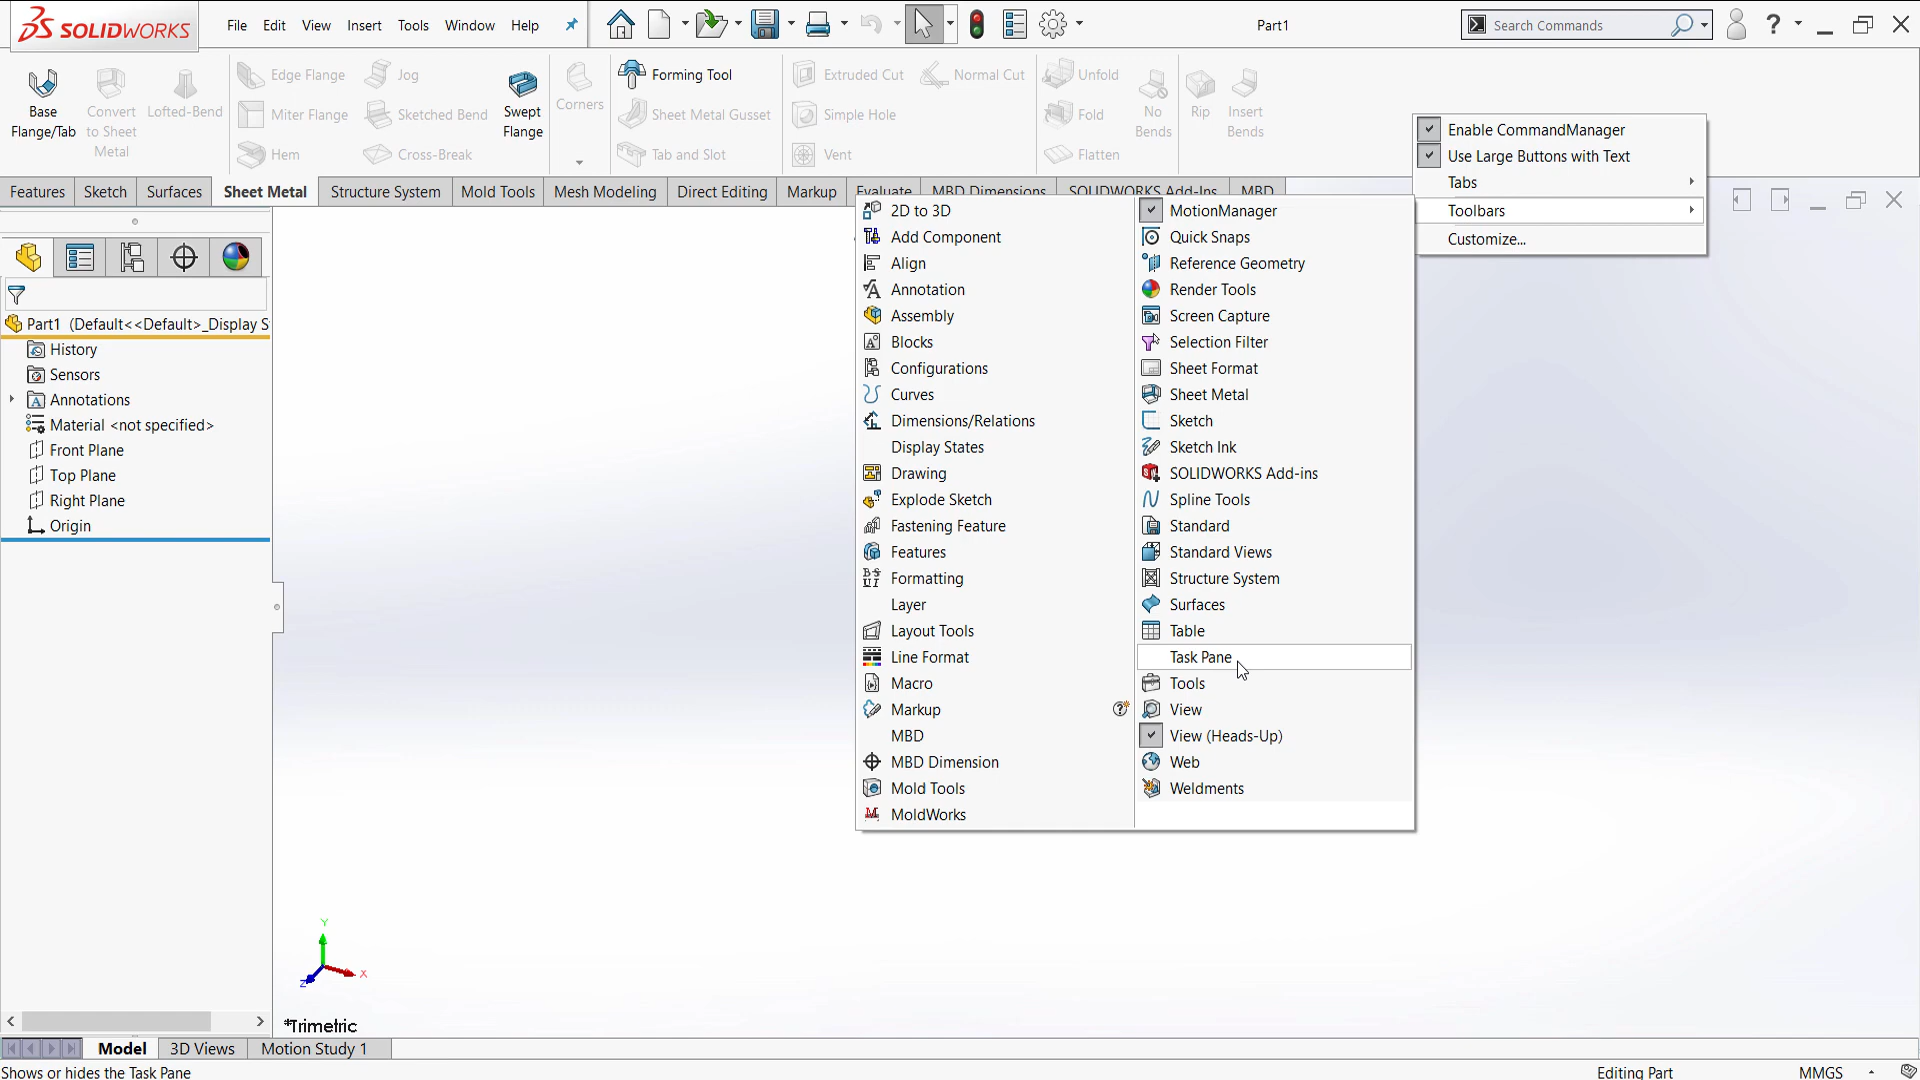 SOLIDWORKS
File Edit View Insert Tools Window Help
Part1
Search Commands
Base Flange/Tab
Convert to Sheet Metal
Lofted-Bend
Edge Flange
Miter Flange
Hem
Jog
Sketched Bend
Cross-Break
Swept Flange
Corners
Forming Tool
Sheet Metal Gusset
Tab and Slot
Extruded Cut
Simple Hole
Vent
Normal Cut
Unfold
Fold
Flatten
No Bends
Rip
Insert Bends
Features Sketch Surfaces Sheet Metal Structure System Mold Tools Mesh Modeling Direct Editing Markup Evaluate MBD Dimensions SOLIDWORKS Add-Ins MBD
Enable CommandManager
Use Large Buttons with Text
Tabs
Toolbars
Customize...
2D to 3D
Add Component
Align
Annotation
Assembly
Blocks
Configurations
Curves
Dimensions/Relations
Display States
Drawing
Explode Sketch
Fastening Feature
Features
Formatting
Layer
Layout Tools
Line Format
Macro
Markup
MBD
MBD Dimension
Mold Tools
MoldWorks
MotionManager
Quick Snaps
Reference Geometry
Render Tools
Screen Capture
Selection Filter
Sheet Format
Sheet Metal
Sketch
Sketch Ink
SOLIDWORKS Add-ins
Spline Tools
Standard
Standard Views
Structure System
Surfaces
Table
Task Pane
Tools
View
View (Heads-Up)
Web
Weldments
Part1 (Default<<Default>_Display S
History
Sensors
Annotations
Material <not specified>
Front Plane
Top Plane
Right Plane
Origin
Y
X
Z
*Trimetric
Model 3D Views Motion Study 1
Shows or hides the Task Pane
Editing Part
MMGS